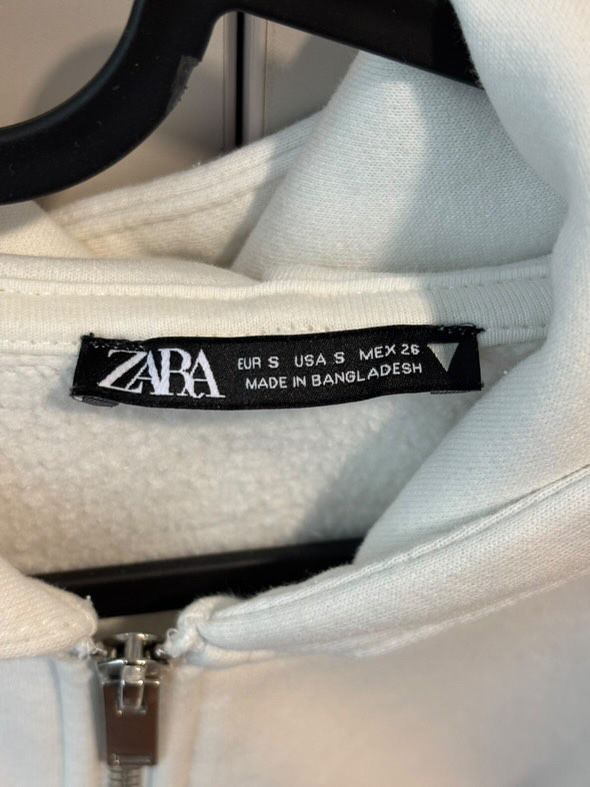 ZARA
EUR S USA S MEX 26
MADE IN BANGLADESH